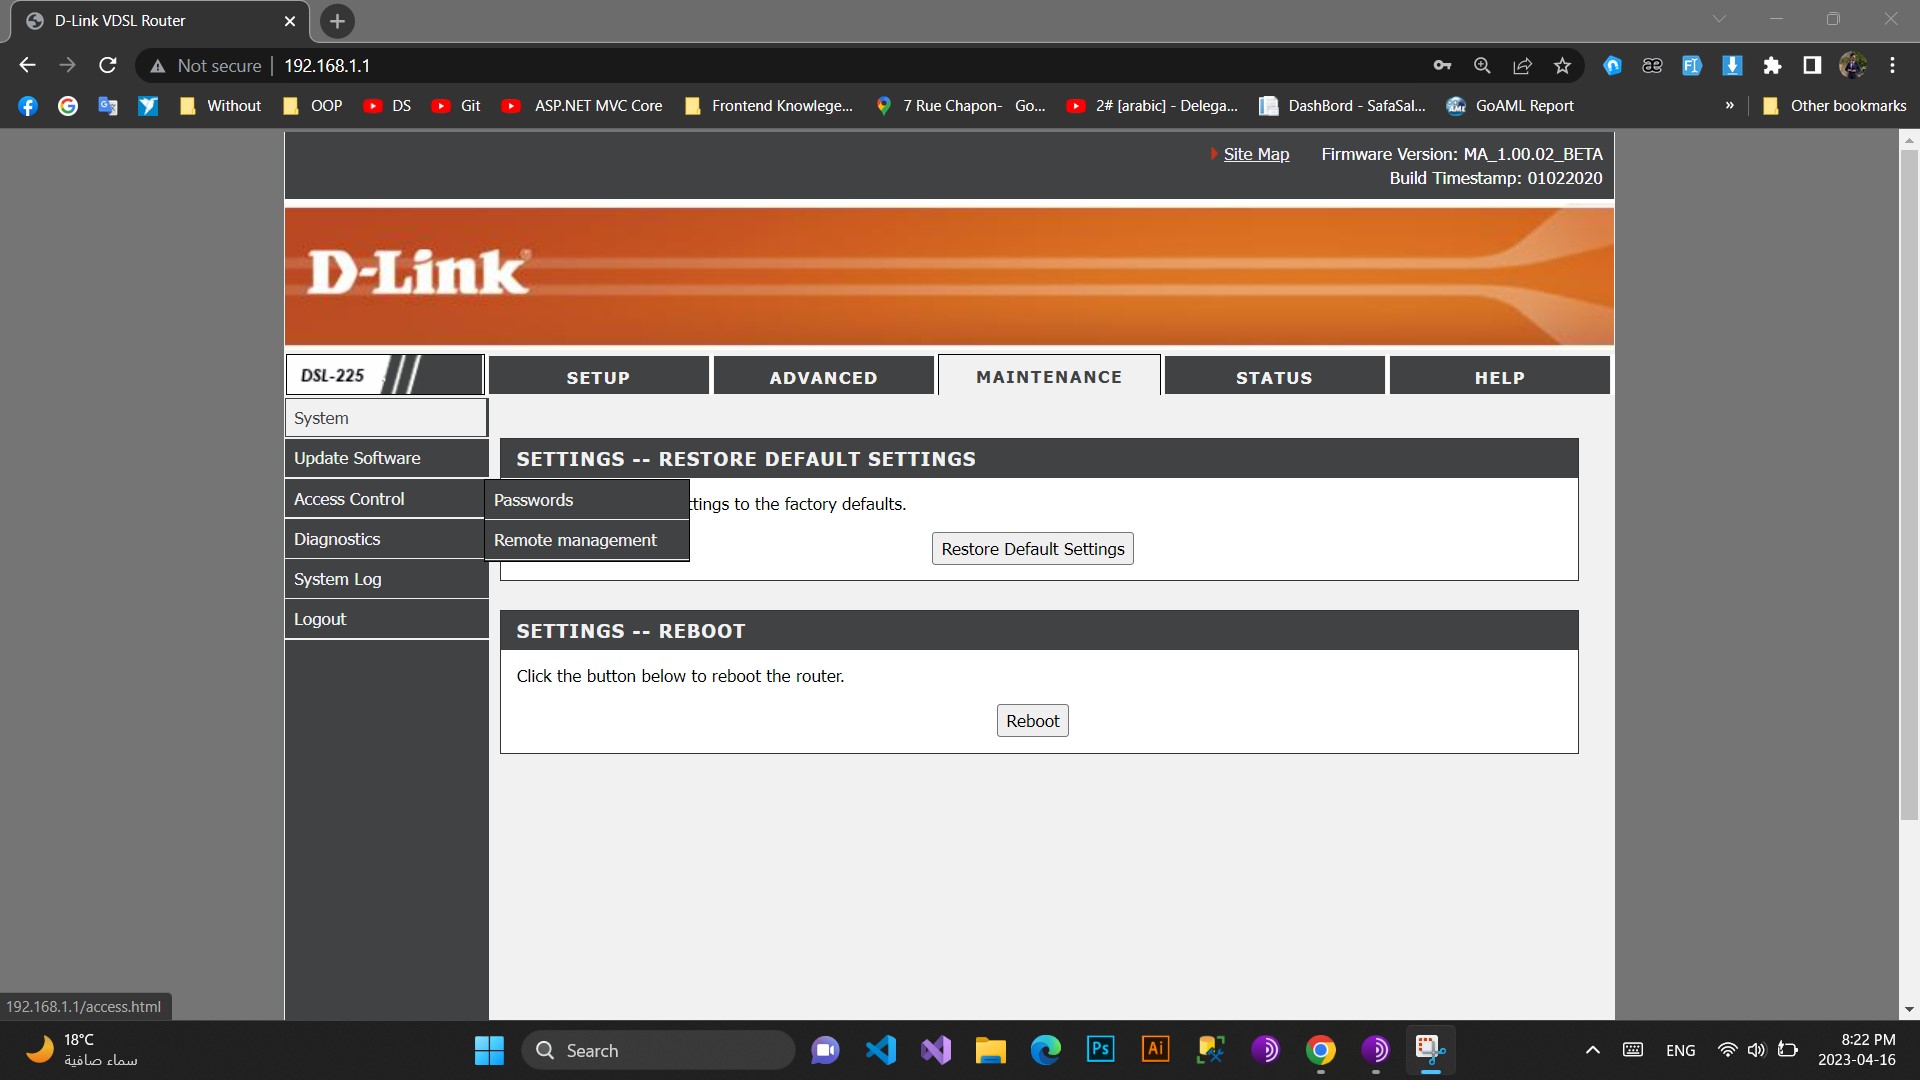 D-Link VDSL Router
Not secure
192.168.1.1
Without
OOP
DS
Git
ASP.NET MVC Core
Frontend Knowlege...
7 Rue Chapon- Go...
2# [arabic] - Delega...
DashBord - SafaSal...
GoAML Report
»
Other bookmarks
Site Map
Firmware Version: MA_1.00.02_BETA
Build Timestamp: 01022020
D-Link
DSL-225
SETUP
ADVANCED
MAINTENANCE
STATUS
HELP
System
Update Software
Access Control
Diagnostics
System Log
Logout
Passwords
Remote management
SETTINGS -- RESTORE DEFAULT SETTINGS
ttings to the factory defaults.
Restore Default Settings
SETTINGS -- REBOOT
Click the button below to reboot the router.
Reboot
192.168.1.1/access.html
18°C
سماء صافية
Search
Ps
Ai
ENG
8:22 PM
2023-04-16